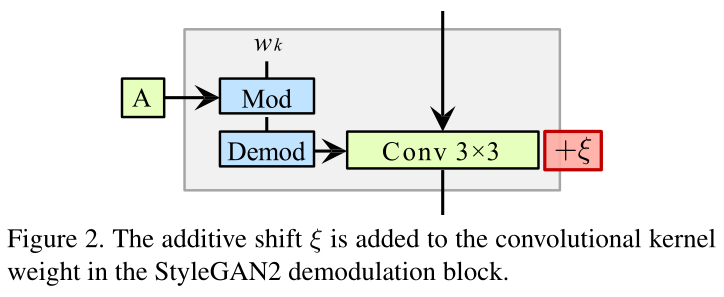 wk
A
Mod
Demod
Conv 3×3
+ξ
Figure 2. The additive shift ξ is added to the convolutional kernel
weight in the StyleGAN2 demodulation block.